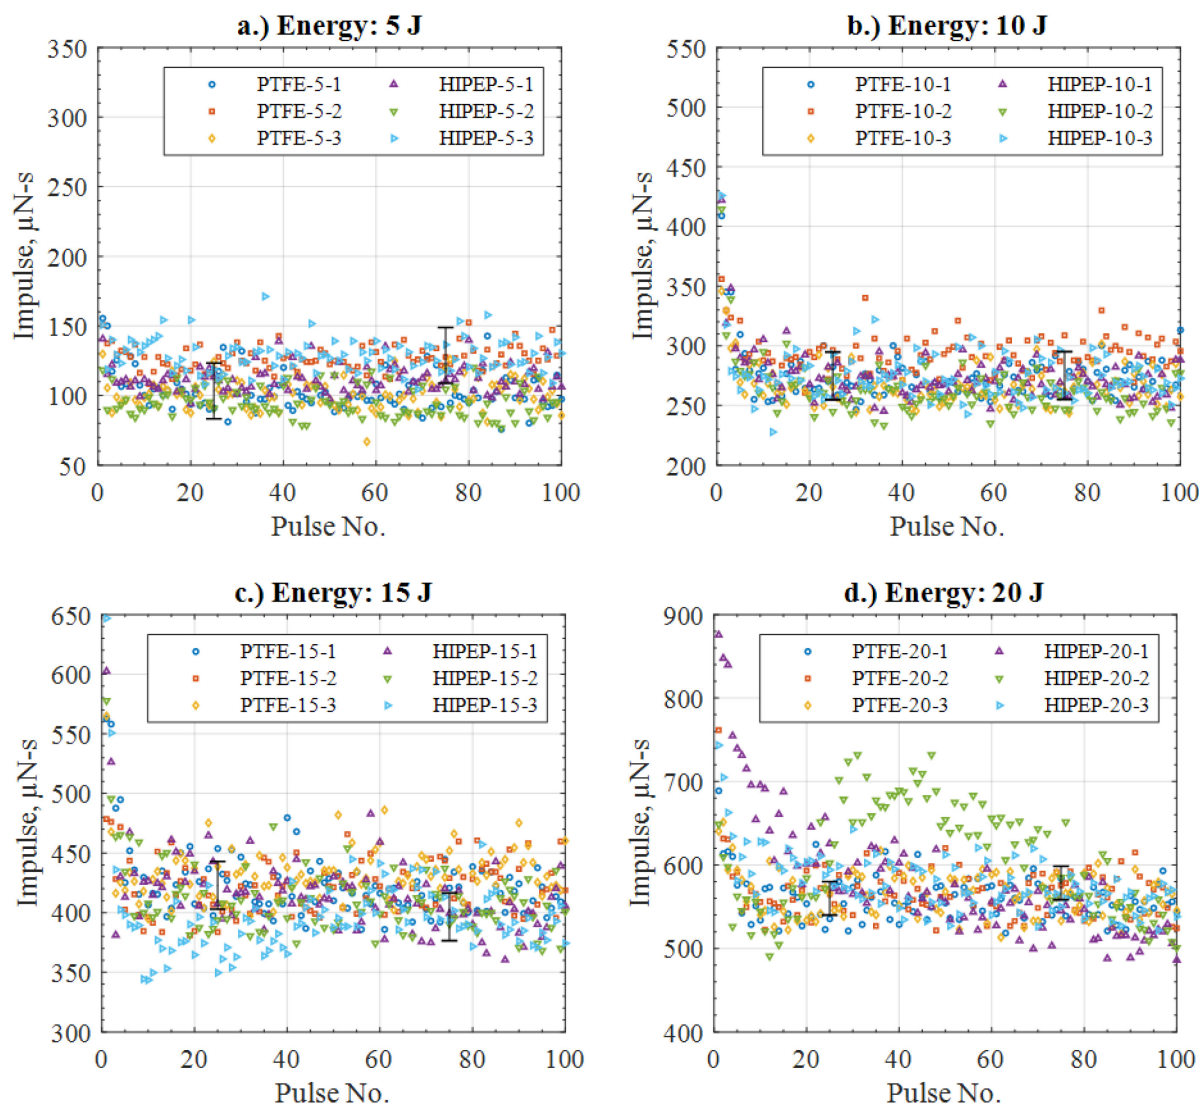 a.) Energy: 5 J
350
300
250
200
150
100
50
Impulse, µN-s
PTFE-5-1 HIPEP-5-1
PTFE-5-2 HIPEP-5-2
PTFE-5-3 HIPEP-5-3
0 20 40 60 80 100
Pulse No.
b.) Energy: 10 J
550
500
450
400
350
300
250
200
Impulse, µN-s
PTFE-10-1 HIPEP-10-1
PTFE-10-2 HIPEP-10-2
PTFE-10-3 HIPEP-10-3
0 20 40 60 80 100
Pulse No.
c.) Energy: 15 J
650
600
550
500
450
400
350
300
Impulse, µN-s
PTFE-15-1 HIPEP-15-1
PTFE-15-2 HIPEP-15-2
PTFE-15-3 HIPEP-15-3
0 20 40 60 80 100
Pulse No.
d.) Energy: 20 J
900
800
700
600
500
400
Impulse, µN-s
PTFE-20-1 HIPEP-20-1
PTFE-20-2 HIPEP-20-2
PTFE-20-3 HIPEP-20-3
0 20 40 60 80 100
Pulse No.